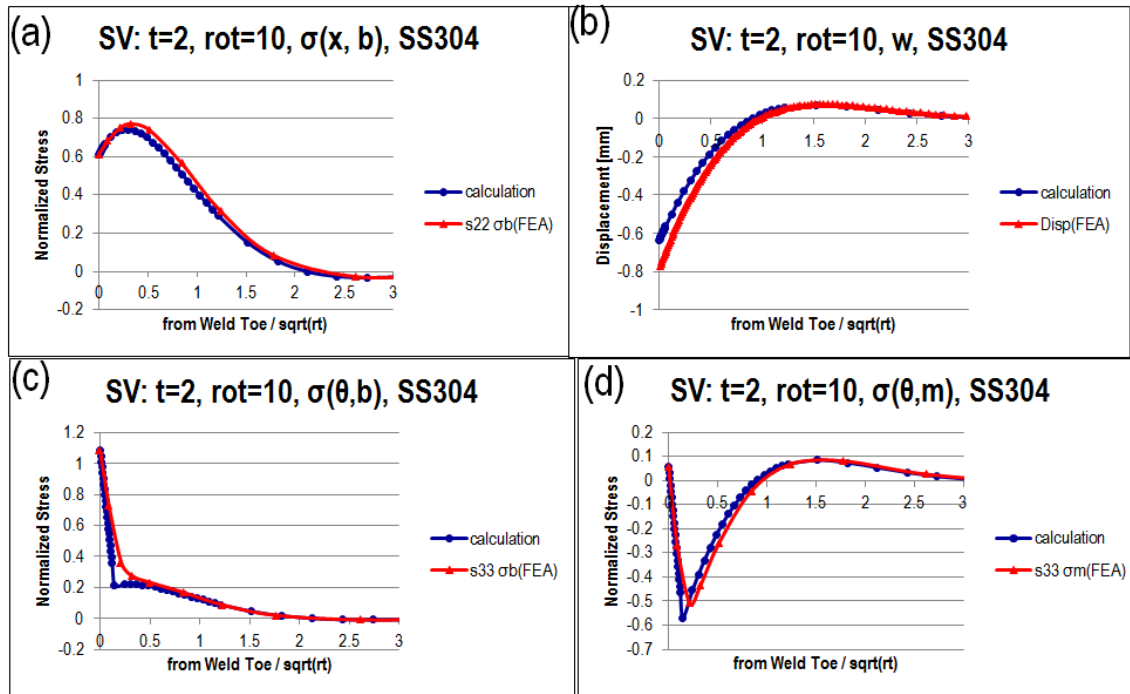 (a)
SV: t=2, rot=10, σ(x, b), SS304
Normalized Stress
1
0.8
0.6
0.4
0.2
0
-0.2
0 0.5 1 1.5 2 2.5 3
from Weld Toe / sqrt(rt)
calculation
s22 σb(FEA)
(b)
SV: t=2, rot=10, w, SS304
Displacement [mm]
0.2
0
-0.2
-0.4
-0.6
-0.8
-1
0 0.5 1 1.5 2 2.5 3
from Weld Toe / sqrt(rt)
calculation
Disp(FEA)
(c)
SV: t=2, rot=10, σ(θ,b), SS304
Normalized Stress
1.2
1
0.8
0.6
0.4
0.2
0
-0.2
0 0.5 1 1.5 2 2.5 3
from Weld Toe / sqrt(rt)
calculation
s33 σb(FEA)
(d)
SV: t=2, rot=10, σ(θ,m), SS304
Normalized Stress
0.2
0.1
0
-0.1
-0.2
-0.3
-0.4
-0.5
-0.6
-0.7
0 0.5 1 1.5 2 2.5 3
from Weld Toe / sqrt(rt)
calculation
s33 σm(FEA)